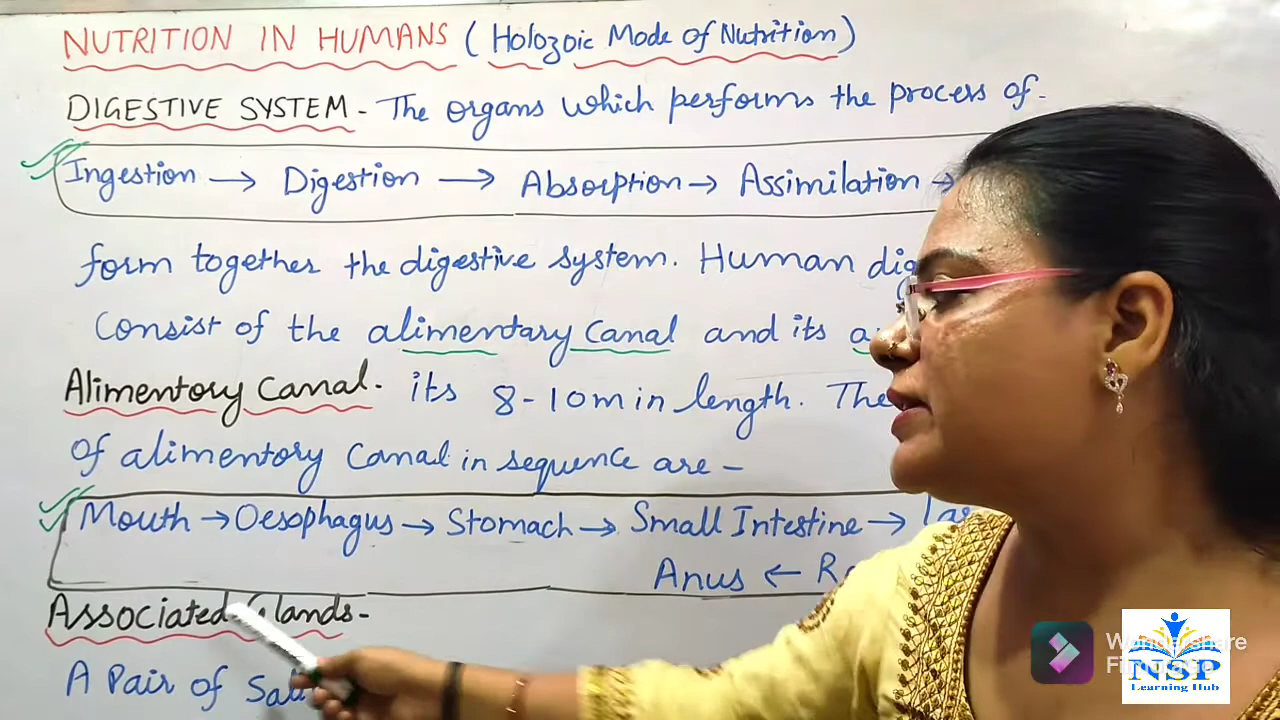 NUTRITION IN HUMANS (Holozoic Mode of Nutrition)
DIGESTIVE SYSTEM - The organs which performs the process of -
Ingestion → Digestion → Absorption → Assimilation →
form together the digestive system. Human
Consist of the alimentary canal and its
Alimentory Canal - its 8-10m in length. The
of alimentory canal in sequence are -
Mouth → Oesophagus → Stomach → Small Intestine →
Anus ←
Associated Glands -
A Pair of
Wondershare
Filmora
NSP
Learning Hub